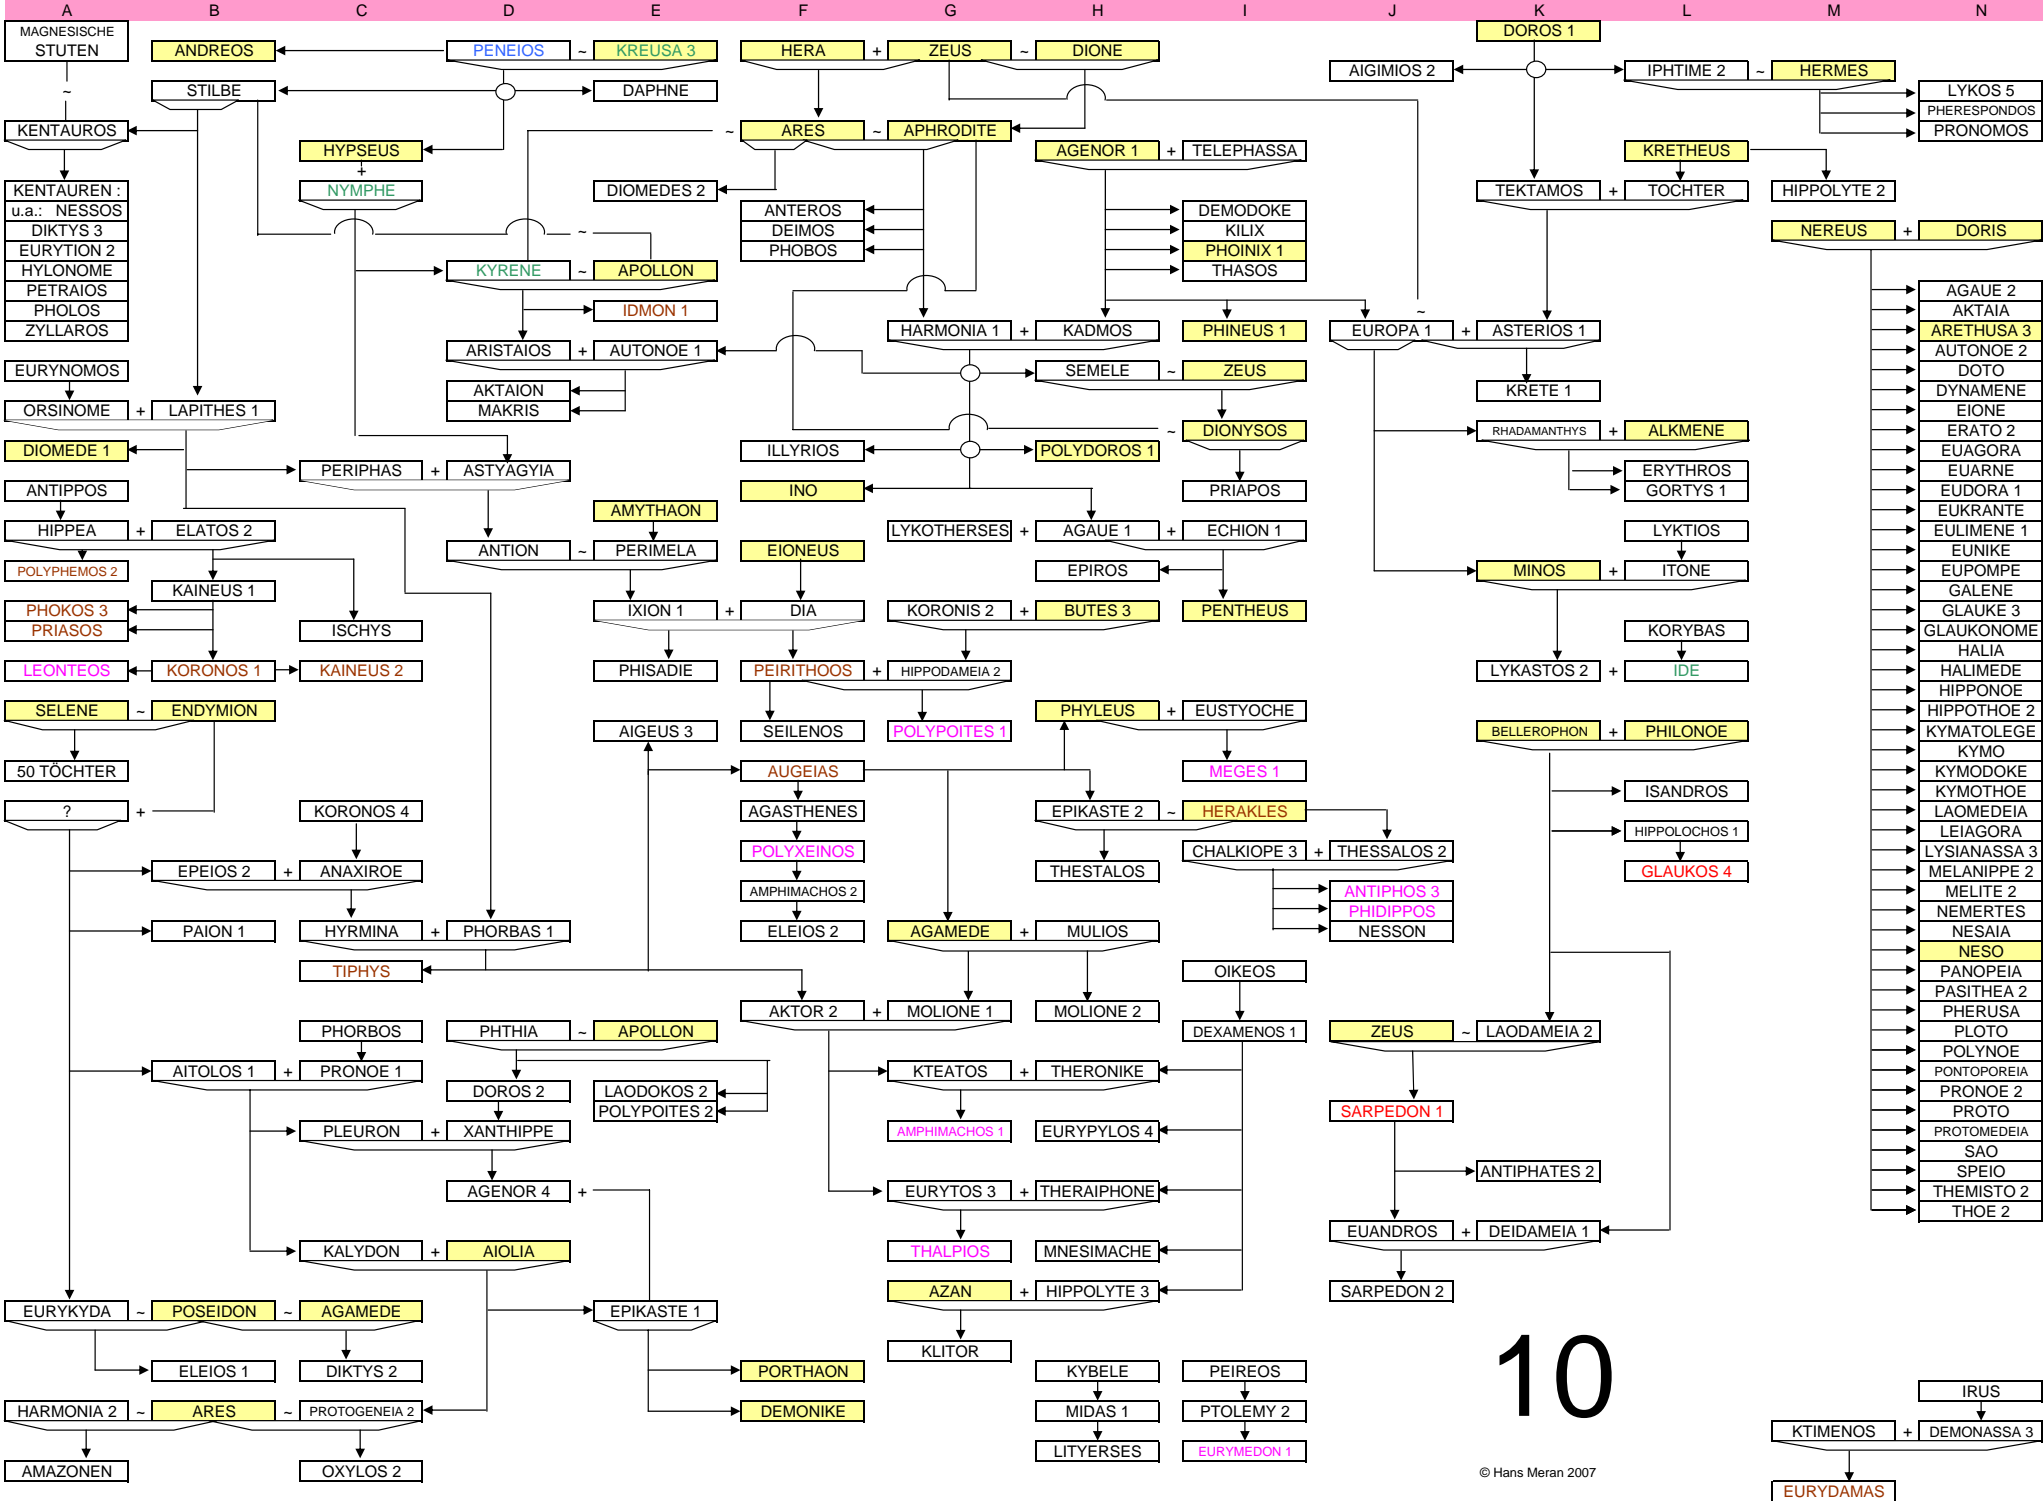 A B C D E F G H I J K L M N
MAGNESISCHE
STUTEN
ANDREOS PENEIOS ~ KREUSA 3 HERA + ZEUS ~ DIONE DOROS 1
AIGIMIOS 2 IPHTIME 2 ~ HERMES
~ STILBE DAPHNE LYKOS 5
PHERESPONDOS
KENTAUROS ~ ARES ~ APHRODITE PRONOMOS
HYPSEUS AGENOR 1 + TELEPHASSA KRETHEUS
+
KENTAUREN : NYMPHE DIOMEDES 2 TEKTAMOS + TOCHTER HIPPOLYTE 2
u.a.: NESSOS ANTEROS DEMODOKE
DIKTYS 3 ~ DEIMOS KILIX NEREUS + DORIS
EURYTION 2 PHOBOS PHOINIX 1
HYLONOME KYRENE ~ APOLLON THASOS
PETRAIOS AGAUE 2
PHOLOS IDMON 1 AKTAIA
ZYLLAROS HARMONIA 1 + KADMOS PHINEUS 1 ~ EUROPA 1 + ASTERIOS 1 ARETHUSA 3
ARISTAIOS + AUTONOE 1 AUTONOE 2
EURYNOMOS SEMELE ~ ZEUS DOTO
AKTAION KRETE 1 DYNAMENE
ORSINOME + LAPITHES 1 MAKRIS EIONE
~ DIONYSOS RHADAMANTHYS + ALKMENE ERATO 2
DIOMEDE 1 ILLYRIOS POLYDOROS 1 EUAGORA
PERIPHAS + ASTYAGYIA ERYTHROS EUARNE
ANTIPPOS INO PRIAPOS GORTYS 1 EUDORA 1
AMYTHAON EUKRANTE
HIPPEA + ELATOS 2 LYKOTHERSES + AGAUE 1 + ECHION 1 LYKTIOS EULIMENE 1
ANTION ~ PERIMELA EIONEUS EUNIKE
POLYPHEMOS 2 EPIROS MINOS + ITONE EUPOMPE
KAINEUS 1 GALENE
PHOKOS 3 IXION 1 + DIA KORONIS 2 + BUTES 3 PENTHEUS GLAUKE 3
PRIASOS ISCHYS KORYBAS GLAUKONOME
HALIA
LEONTEOS KORONOS 1 KAINEUS 2 PHISADIE PEIRITHOOS + HIPPODAMEIA 2 LYKASTOS 2 + IDE HALIMEDE
HIPPONOE
SELENE ~ ENDYMION PHYLEUS + EUSTYOCHE HIPPOTHOE 2
AIGEUS 3 SEILENOS POLYPOITES 1 BELLEROPHON + PHILONOE KYMATOLEGE
KYMO
50 TÖCHTER AUGEIAS MEGES 1 KYMODOKE
ISANDROS KYMOTHOE
? + KORONOS 4 AGASTHENES EPIKASTE 2 ~ HERAKLES LAOMEDEIA
HIPPOLOCHOS 1 LEIAGORA
POLYXEINOS CHALKIOPE 3 + THESSALOS 2 LYSIANASSA 3
EPEIOS 2 + ANAXIROE THESTALOS GLAUKOS 4 MELANIPPE 2
AMPHIMACHOS 2 ANTIPHOS 3 MELITE 2
PHIDIPPOS NEMERTES
PAION 1 HYRMINA + PHORBAS 1 ELEIOS 2 AGAMEDE + MULIOS NESSON NESAIA
NESO
TIPHYS OIKEOS PANOPEIA
PASITHEA 2
AKTOR 2 + MOLIONE 1 MOLIONE 2 PHERUSA
PHORBOS PHTHIA ~ APOLLON DEXAMENOS 1 ZEUS ~ LAODAMEIA 2 PLOTO
POLYNOE
AITOLOS 1 + PRONOE 1 KTEATOS + THERONIKE PONTOPOREIA
DOROS 2 LAODOKOS 2 PRONOE 2
POLYPOITES 2 SARPEDON 1 PROTO
PLEURON + XANTHIPPE AMPHIMACHOS 1 EURYPYLOS 4 PROTOMEDEIA
SAO
ANTIPHATES 2 SPEIO
AGENOR 4 + EURYTOS 3 + THERAIPHONE THEMISTO 2
THOE 2
EUANDROS + DEIDAMEIA 1
KALYDON + AIOLIA THALPIOS MNESIMACHE
AZAN + HIPPOLYTE 3 SARPEDON 2
EURYKYDA ~ POSEIDON ~ AGAMEDE EPIKASTE 1
KLITOR
ELEIOS 1 DIKTYS 2 PORTHAON KYBELE PEIREOS 10
IRUS
HARMONIA 2 ~ ARES ~ PROTOGENEIA 2 DEMONIKE MIDAS 1 PTOLEMY 2
KTIMENOS + DEMONASSA 3
LITYERSES EURYMEDON 1
AMAZONEN OXYLOS 2 © Hans Meran 2007
EURYDAMAS